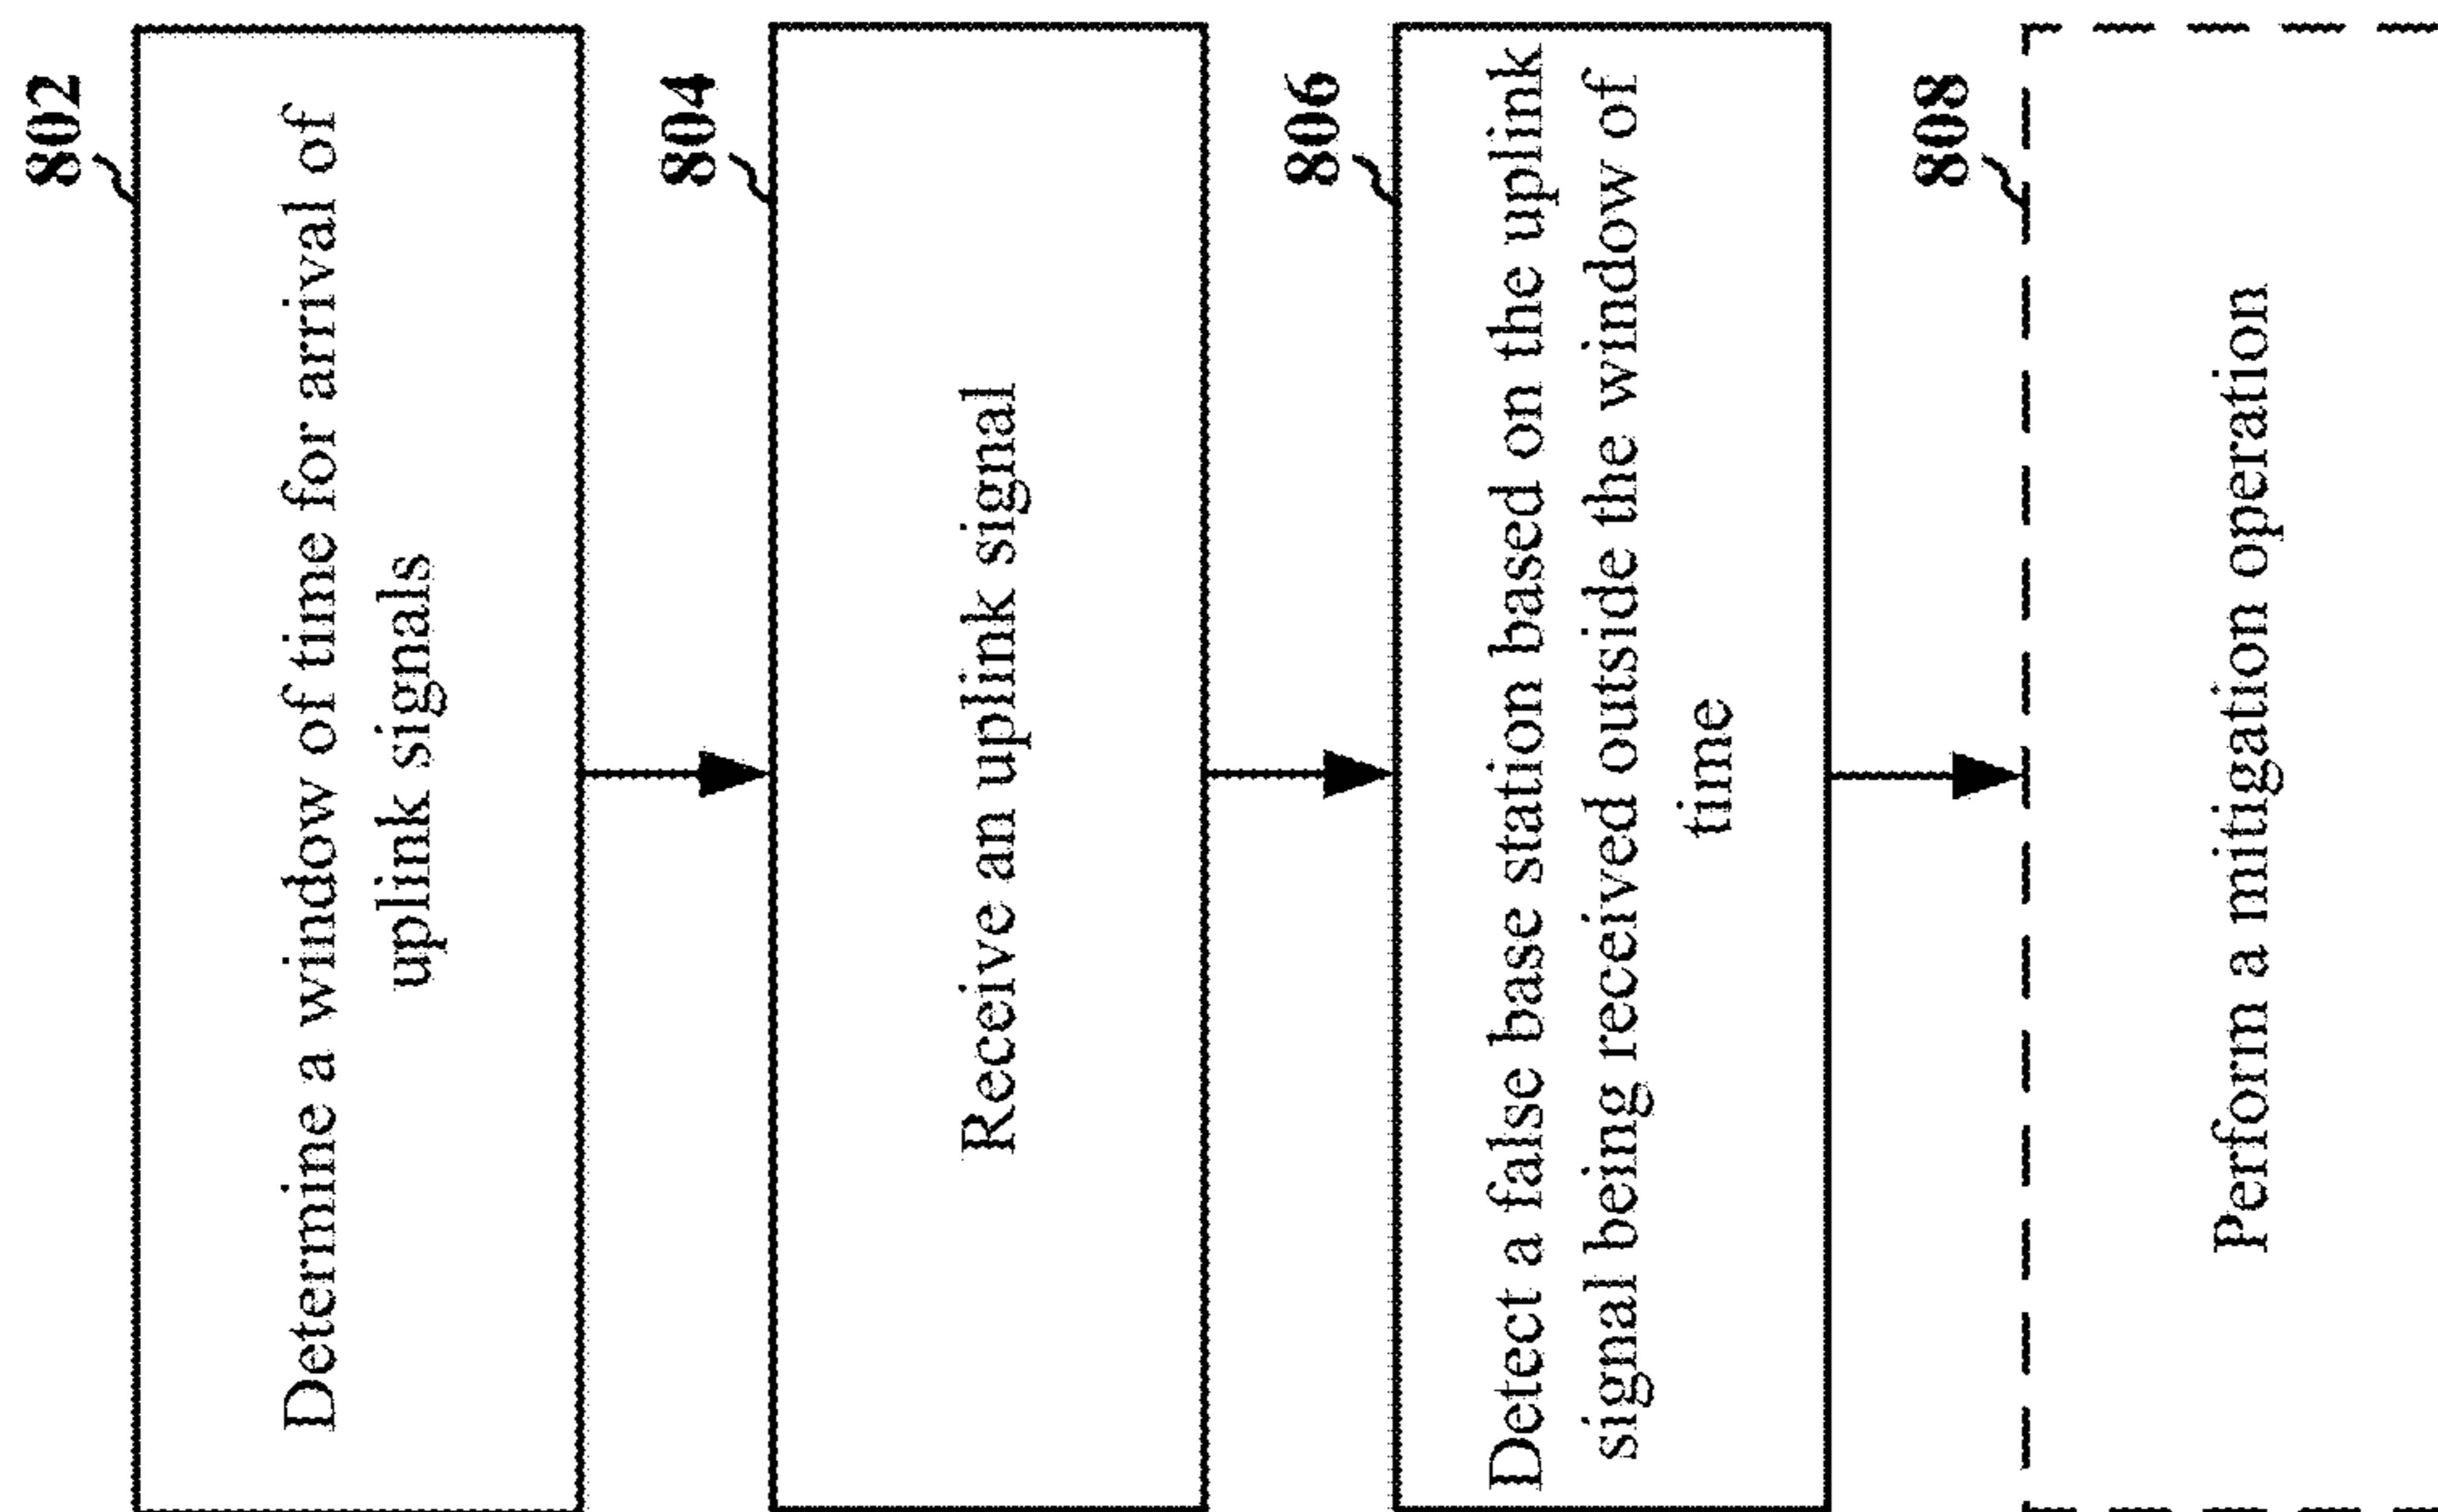 802
Determine a window of time for arrival of
uplink signals
804
Receive an uplink signal
806
Detect a false base station based on the uplink
signal being received outside the window of
time
808
Perform a mitigation operation